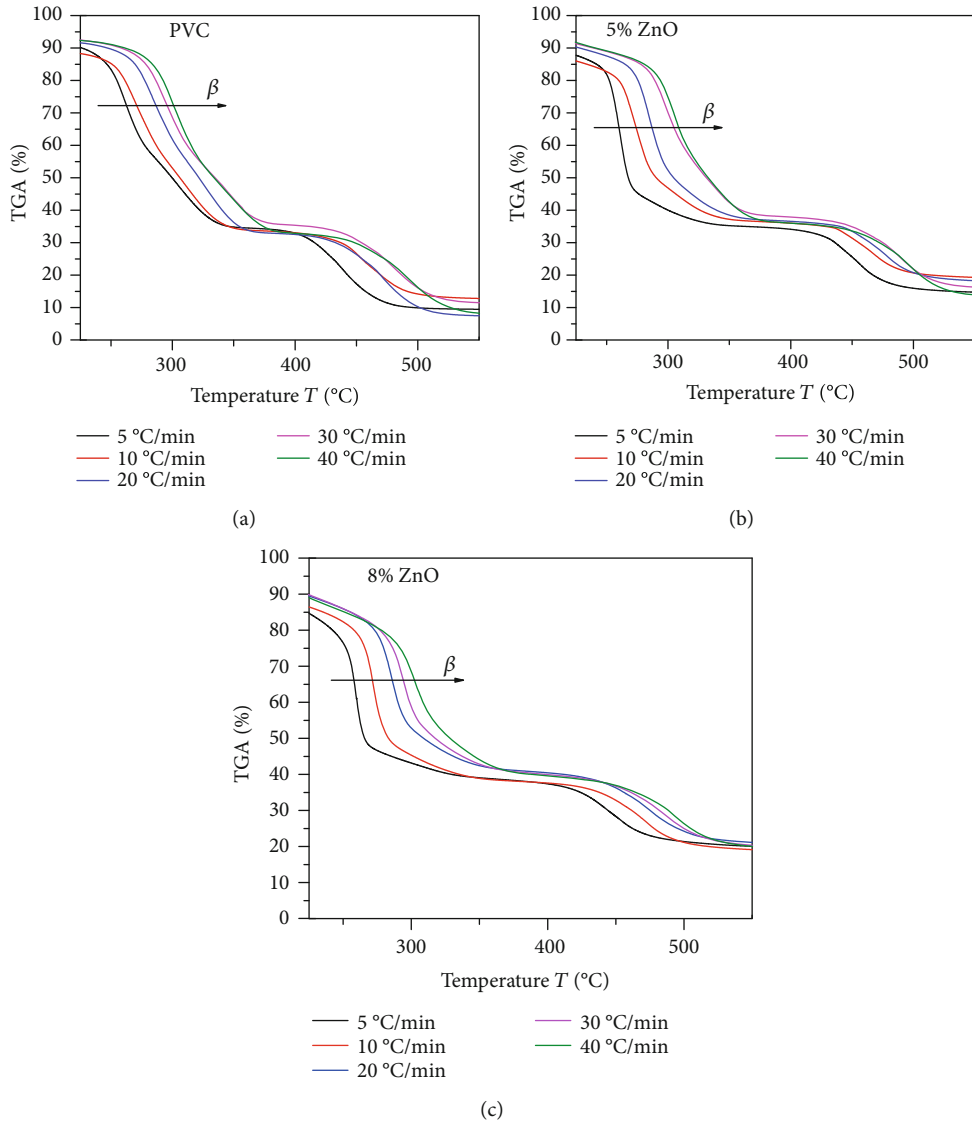 PVC
100
90
80
70
60
50
40
30
20
10
0
TGA (%)
β
300
400
500
Temperature T (°C)
5 °C/min
10 °C/min
20 °C/min
30 °C/min
40 °C/min
(a)
5% ZnO
100
90
80
70
60
50
40
30
20
10
0
TGA (%)
β
300
400
500
Temperature T (°C)
5 °C/min
10 °C/min
20 °C/min
30 °C/min
40 °C/min
(b)
8% ZnO
100
90
80
70
60
50
40
30
20
10
0
TGA (%)
β
300
400
500
Temperature T (°C)
5 °C/min
10 °C/min
20 °C/min
30 °C/min
40 °C/min
(c)